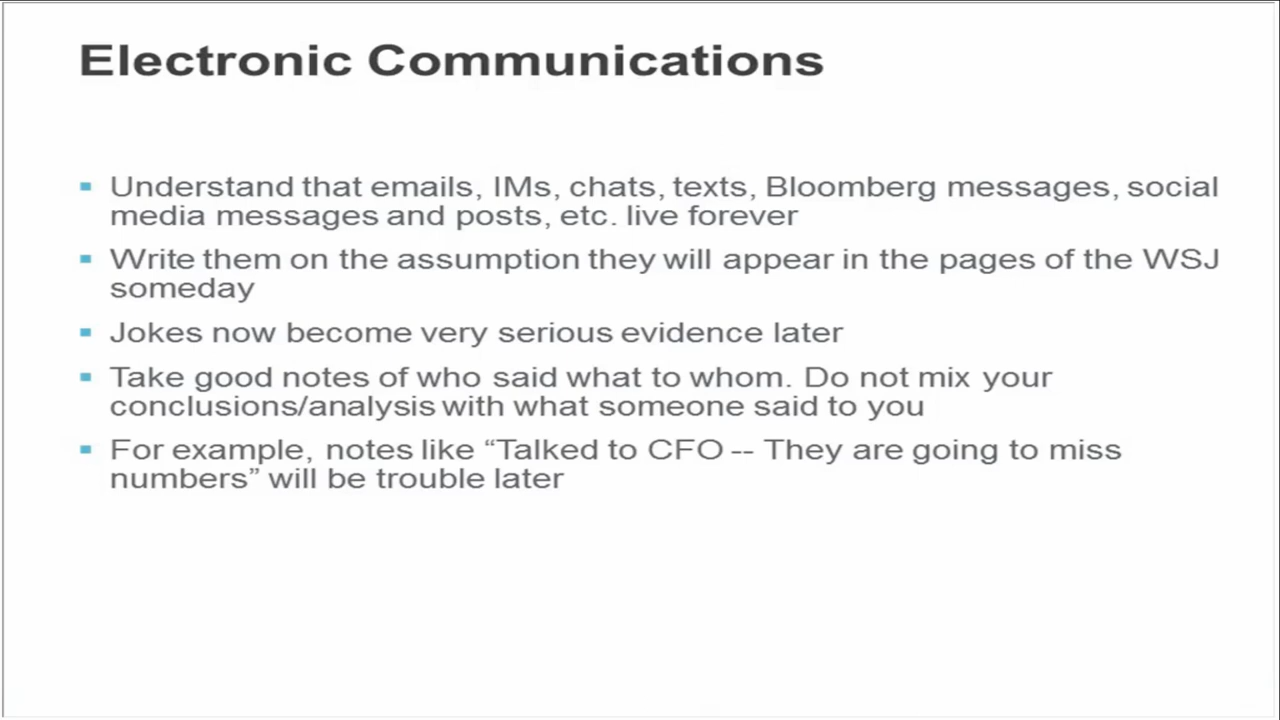 Electronic Communications
Understand that emails, IMs, chats, texts, Bloomberg messages, social
media messages and posts, etc. live forever
Write them on the assumption they will appear in the pages of the WSJ
someday
Jokes now become very serious evidence later
Take good notes of who said what to whom. Do not mix your
conclusions/analysis with what someone said to you
For example, notes like “Talked to CFO -- They are going to miss
numbers” will be trouble later